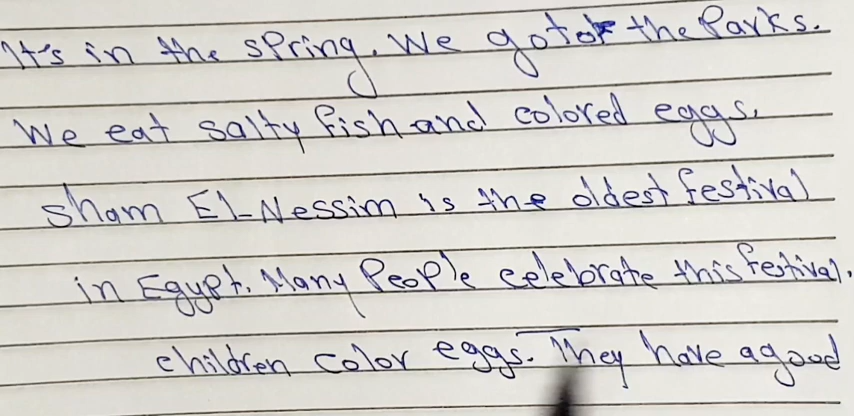 It's in the spring. We go to the Parks.
We eat salty fish and colored eggs.
sham El-Nessim is the oldest festival
in Egypt. Many People celebrate this festival.
children color eggs. They have a good